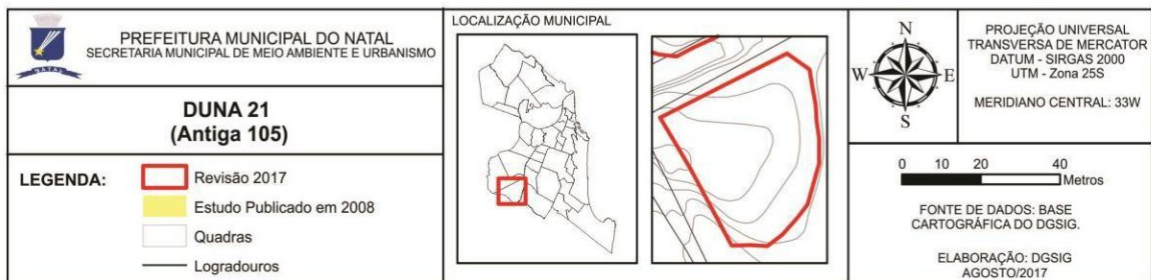 NATAL
PREFEITURA MUNICIPAL DO NATAL
SECRETARIA MUNICIPAL DE MEIO AMBIENTE E URBANISMO
DUNA 21
(Antiga 105)
LEGENDA:
Revisão 2017
Estudo Publicado em 2008
Quadras
Logradouros
LOCALIZAÇÃO MUNICIPAL
N
W E
S
PROJEÇÃO UNIVERSAL
TRANSVERSA DE MERCATOR
DATUM - SIRGAS 2000
UTM - Zona 25S
MERIDIANO CENTRAL: 33W
0 10 20 40
Metros
FONTE DE DADOS: BASE
CARTOGRÁFICA DO DGSIG.
ELABORAÇÃO: DGSIG
AGOSTO/2017